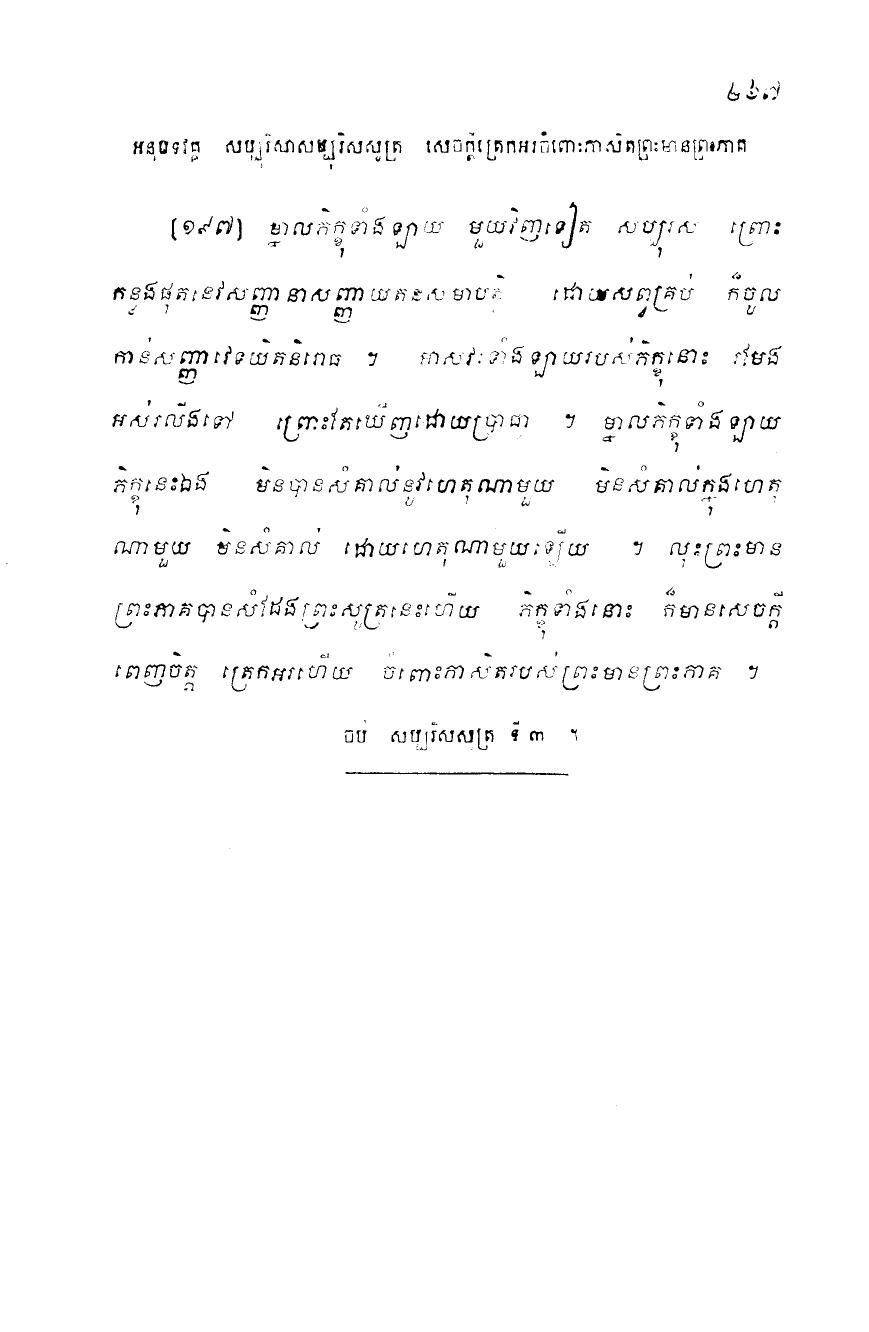 ៤៦៧
អនុបទវគ្គ សប្បុរិសាសប្បុរិសសូត្រ សេចក្តីត្រេកអរចំពោះភាសិតព្រះមានព្រះភាគ
[១៩៧] ម្នាលភិក្ខុទាំងឡាយ មួយវិញទៀត សប្បុរស ព្រោះ
កន្លងផុតនេវសញ្ញានាសញ្ញាយតនសមាបត្តិ ដោយសព្វគ្រប់ ក៏ចូល
កាន់សញ្ញាវេទយិតនិរោធ ។ អាសវៈទាំងឡាយរបស់ភិក្ខុនោះ រមែង
អស់រលីងទៅ ព្រោះតែឃើញដោយប្រាជ្ញា ។ ម្នាលភិក្ខុទាំងឡាយ
ភិក្ខុនេះឯង មិនបានសំគាល់នូវហេតុណាមួយ មិនសំគាល់ក្នុងហេតុ
ណាមួយ មិនសំគាល់ ដោយហេតុណាមួយឡើយ ។ លុះព្រះមាន
ព្រះភាគបានសំដែងព្រះសូត្រនេះហើយ ភិក្ខុទាំងនោះ ក៏មានសេចក្តី
ពេញចិត្ត ត្រេកអរហើយ ចំពោះភាសិតរបស់ព្រះមានព្រះភាគ ។
ចប់ សប្បុរិសសូត្រ ទី ៣ ។